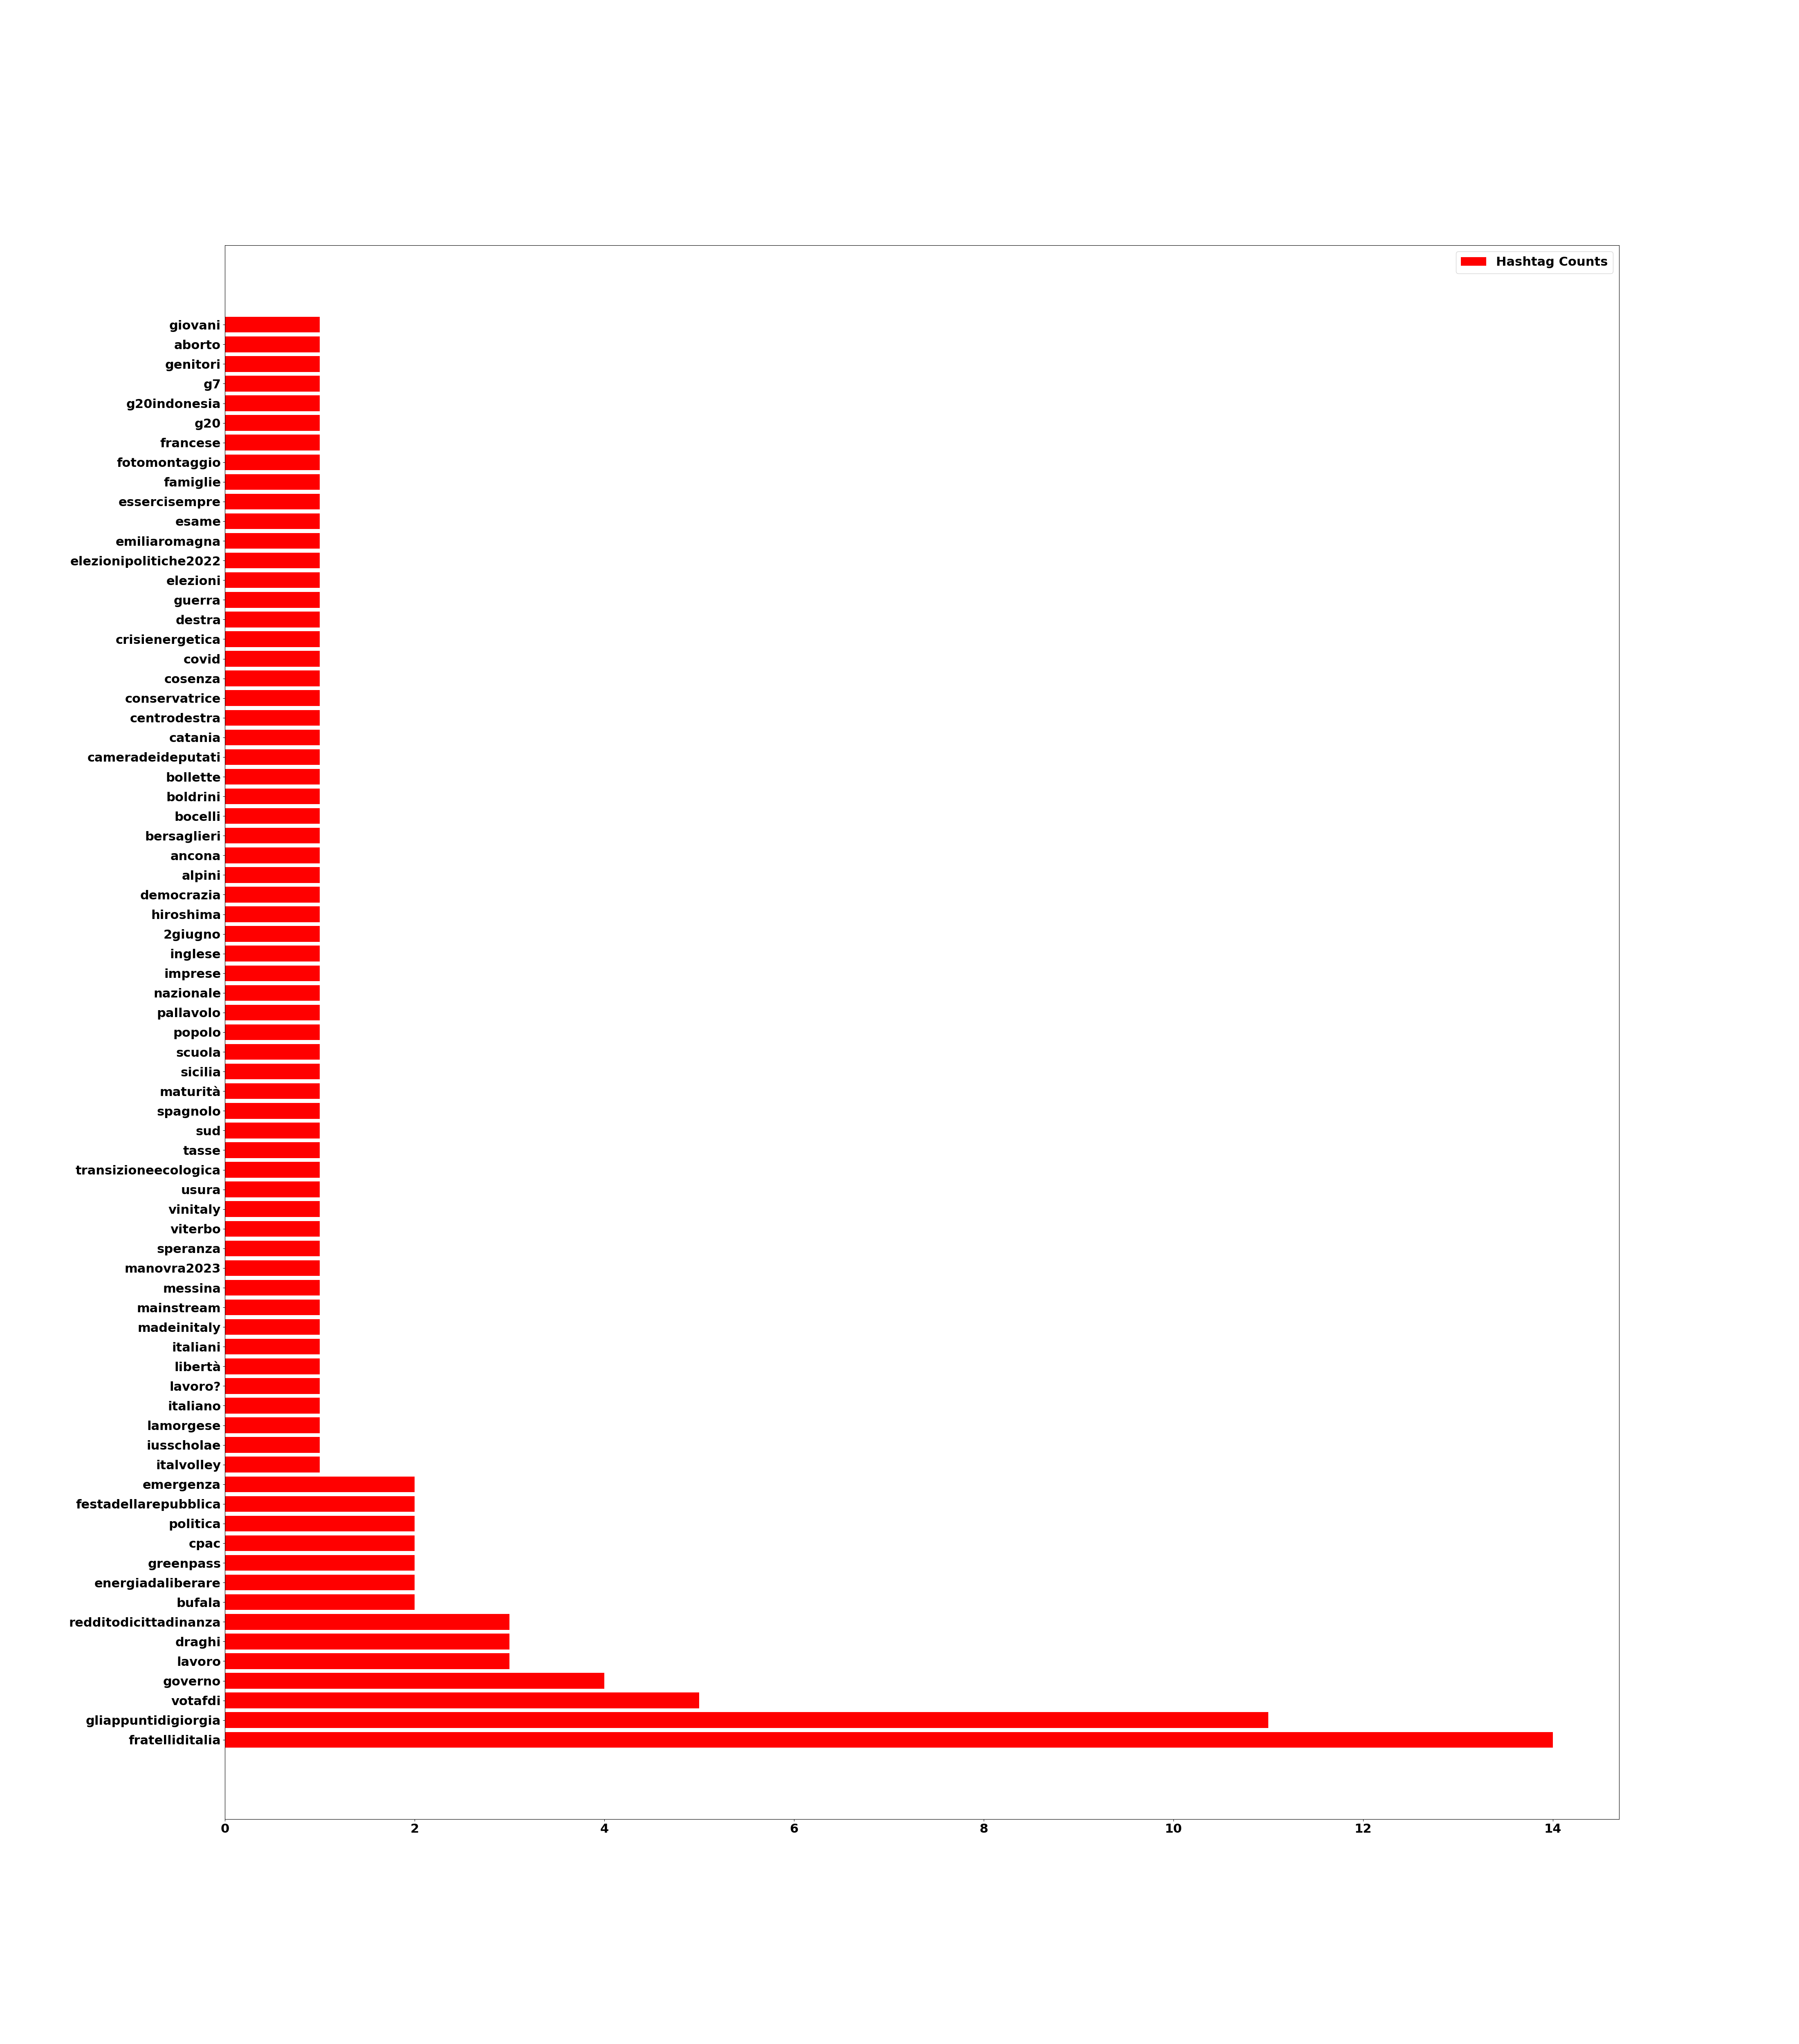 Hashtag Counts
giovani
aborto
genitori
g7
g20indonesia
g20
francese
fotomontaggio
famiglie
essercisempre
esame
emiliaromagna
elezionipolitiche2022
elezioni
guerra
destra
crisienergetica
covid
cosenza
conservatrice
centrodestra
catania
cameradeideputati
bollette
boldrini
bocelli
bersaglieri
ancona
alpini
democrazia
hiroshima
2giugno
inglese
imprese
nazionale
pallavolo
popolo
scuola
sicilia
maturità
spagnolo
sud
tasse
transizioneecologica
usura
vinitaly
viterbo
speranza
manovra2023
messina
mainstream
madeinitaly
italiani
libertà
lavoro?
italiano
lamorgese
iusscholae
italvolley
emergenza
festadellarepubblica
politica
cpac
greenpass
energiadaliberare
bufala
redditodicittadinanza
draghi
lavoro
governo
votafdi
gliappuntidigiorgia
fratelliditalia
0 2 4 6 8 10 12 14